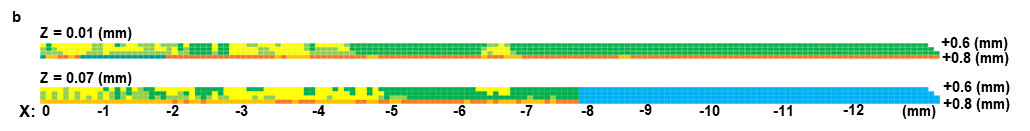 b
Z = 0.01 (mm)
+0.6 (mm)
+0.8 (mm)
Z = 0.07 (mm)
+0.6 (mm)
+0.8 (mm)
X: 0 -1 -2 -3 -4 -5 -6 -7 -8 -9 -10 -11 -12 (mm)